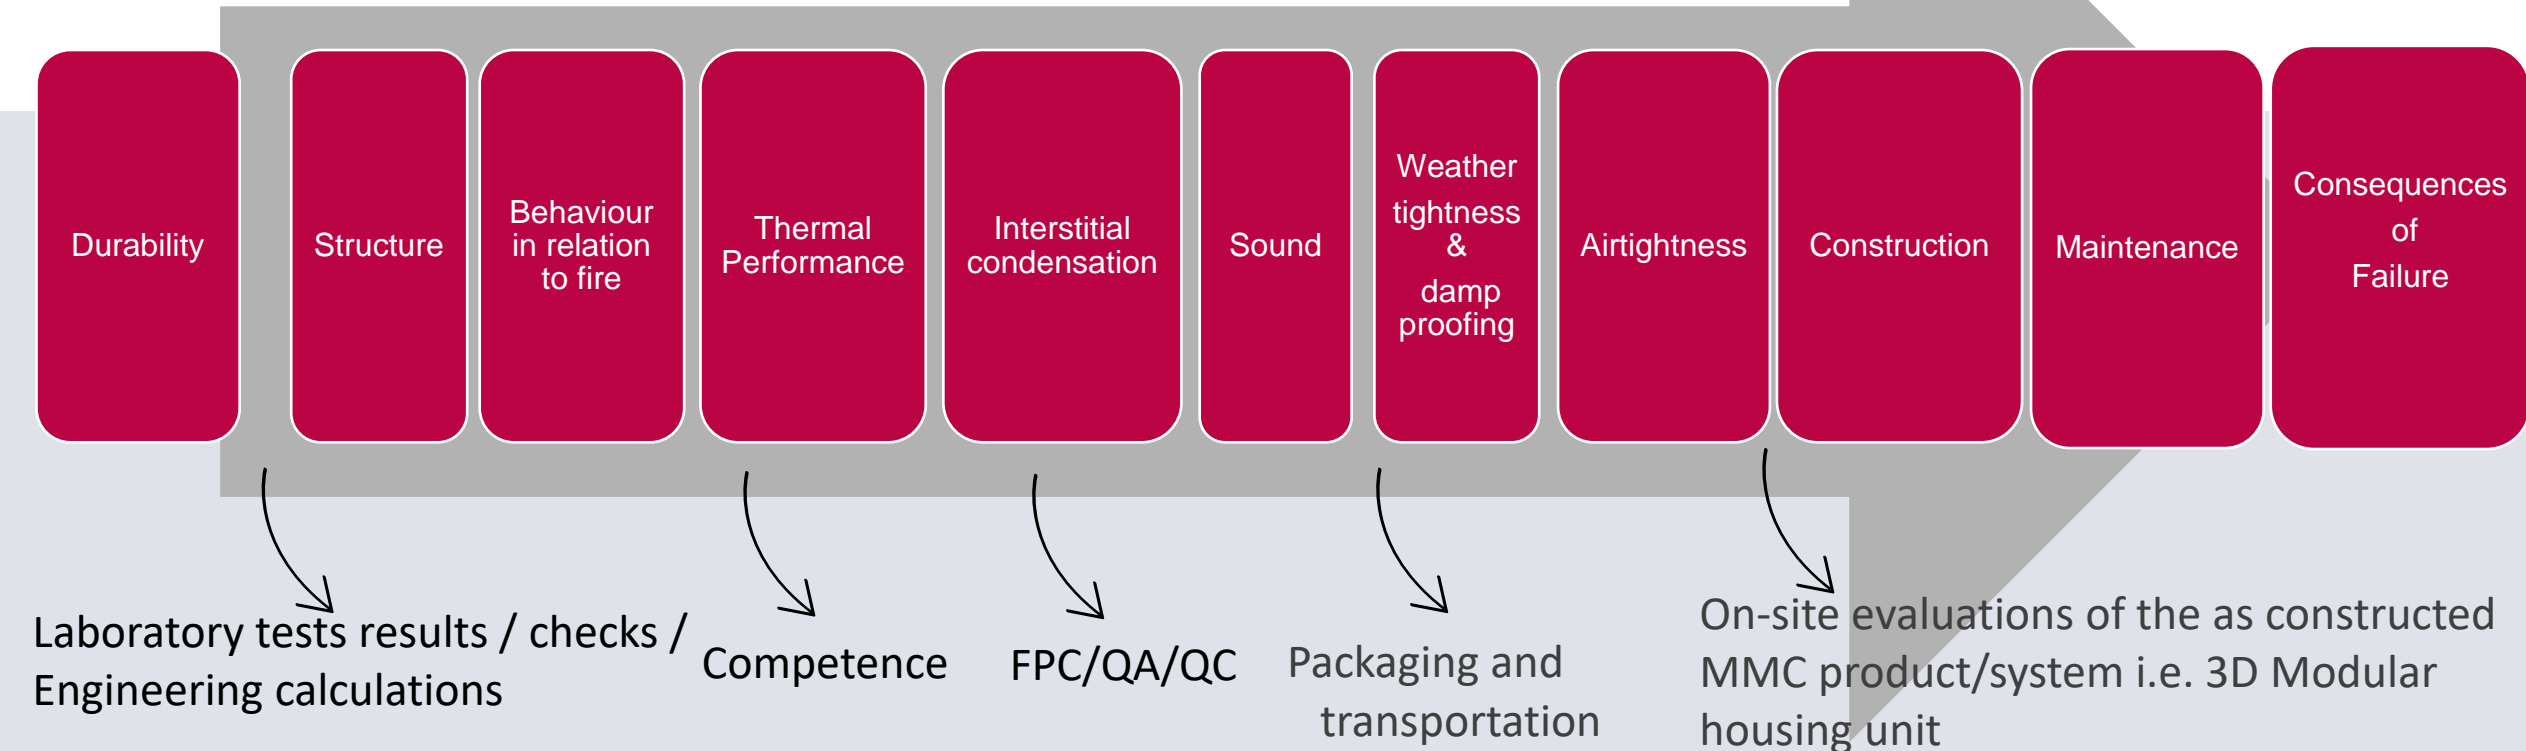 Durability
Structure
Behaviour
in relation
to fire
Thermal
Performance
Interstitial
condensation
Sound
Weather
tightness
&
damp
proofing
Airtightness
Construction
Maintenance
Consequences
of
Failure
Laboratory tests results / checks /
Engineering calculations
Competence
FPC/QA/QC
Packaging and
transportation
On-site evaluations of the as constructed
MMC product/system i.e. 3D Modular
housing unit